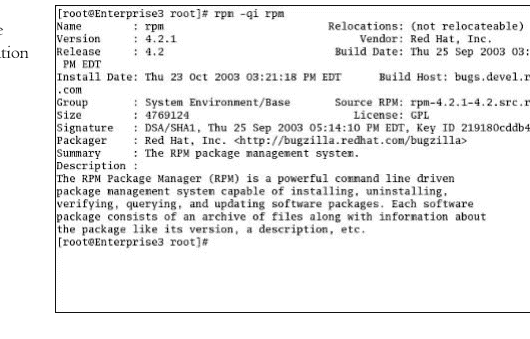 e
tion
[root@Enterprise3 root]# rpm -qi rpm
Name : rpm Relocations: (not relocateable)
Version : 4.2.1 Vendor: Red Hat, Inc.
Release : 4.2 Build Date: Thu 25 Sep 2003 03:
PM EDT
Install Date: Thu 23 Oct 2003 03:21:18 PM EDT Build Host: bugs.devel.r
.com
Group : System Environment/Base Source RPM: rpm-4.2.1-4.2.src.r
Size : 4769124 License: GPL
Signature : DSA/SHA1, Thu 25 Sep 2003 05:14:10 PM EDT, Key ID 219180cddb4
Packager : Red Hat, Inc. <http://bugzilla.redhat.com/bugzilla>
Summary : The RPM package management system.
Description :
The RPM Package Manager (RPM) is a powerful command line driven
package management system capable of installing, uninstalling,
verifying, querying, and updating software packages. Each software
package consists of an archive of files along with information about
the package like its version, a description, etc.
[root@Enterprise3 root]#